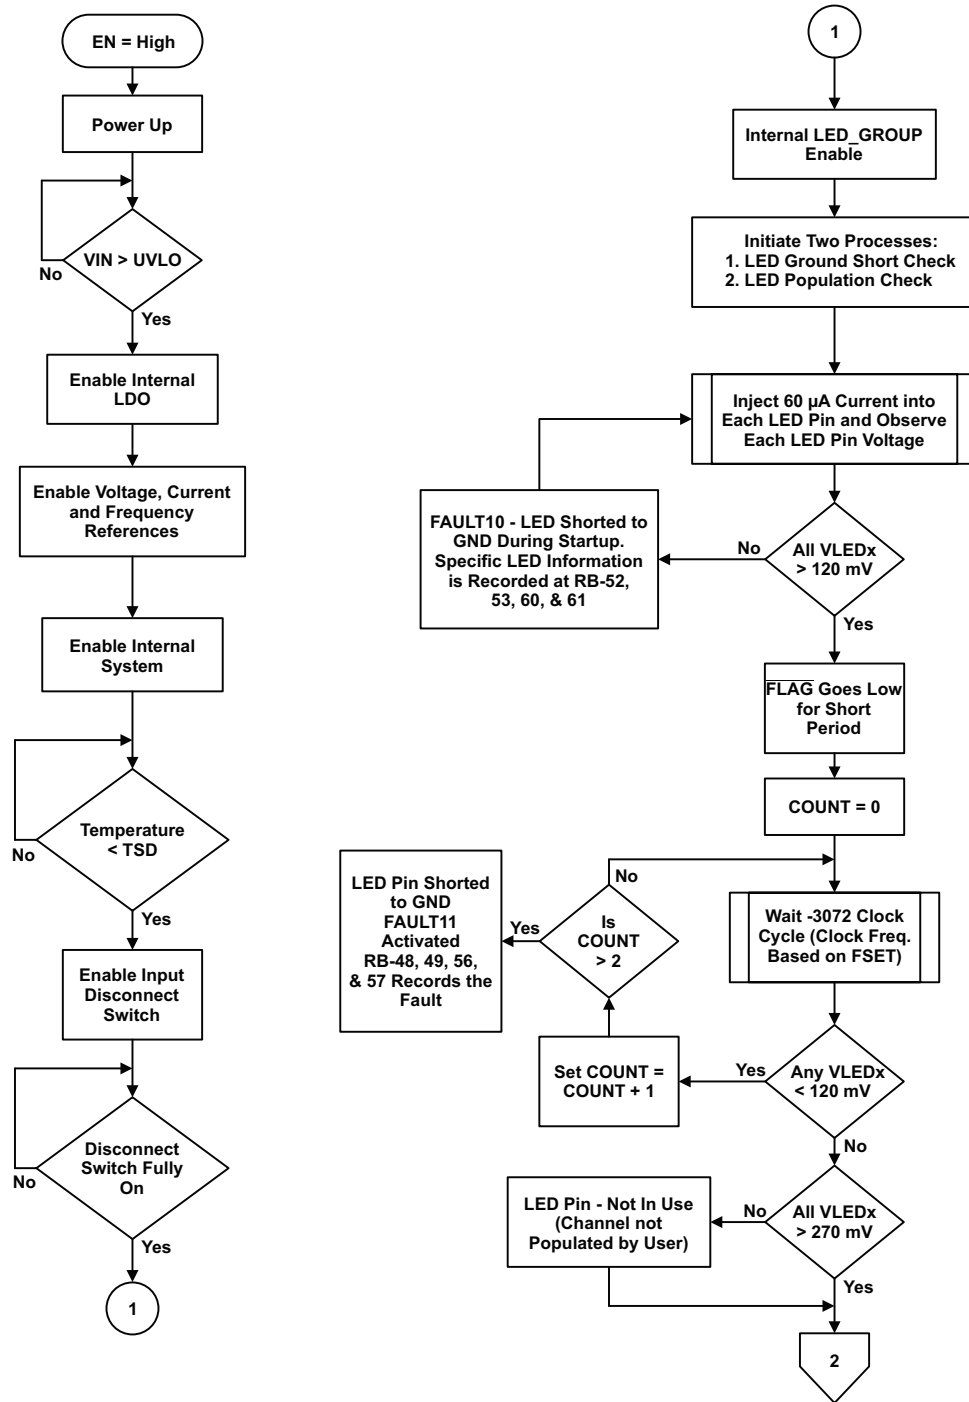 EN = High
Power Up
VIN > UVLO
No
Yes
Enable Internal
LDO
Enable Voltage, Current
and Frequency
References
Enable Internal
System
Temperature
< TSD
No
Yes
Enable Input
Disconnect
Switch
Disconnect
Switch Fully
On
No
Yes
1
1
Internal LED_GROUP
Enable
Initiate Two Processes:
1. LED Ground Short Check
2. LED Population Check
Inject 60 µA Current into
Each LED Pin and Observe
Each LED Pin Voltage
All VLEDx
> 120 mV
No
FAULT10 - LED Shorted to
GND During Startup.
Specific LED Information
is Recorded at RB-52,
53, 60, & 61
Yes
FLAG Goes Low
for Short
Period
COUNT = 0
Wait -3072 Clock
Cycle (Clock Freq.
Based on FSET)
Any VLEDx
< 120 mV
Yes
Set COUNT =
COUNT + 1
Is
COUNT
> 2
No
Yes
LED Pin Shorted
to GND
FAULT11
Activated
RB-48, 49, 56,
& 57 Records the
Fault
No
All VLEDx
> 270 mV
No
LED Pin - Not In Use
(Channel not
Populated by User)
Yes
2